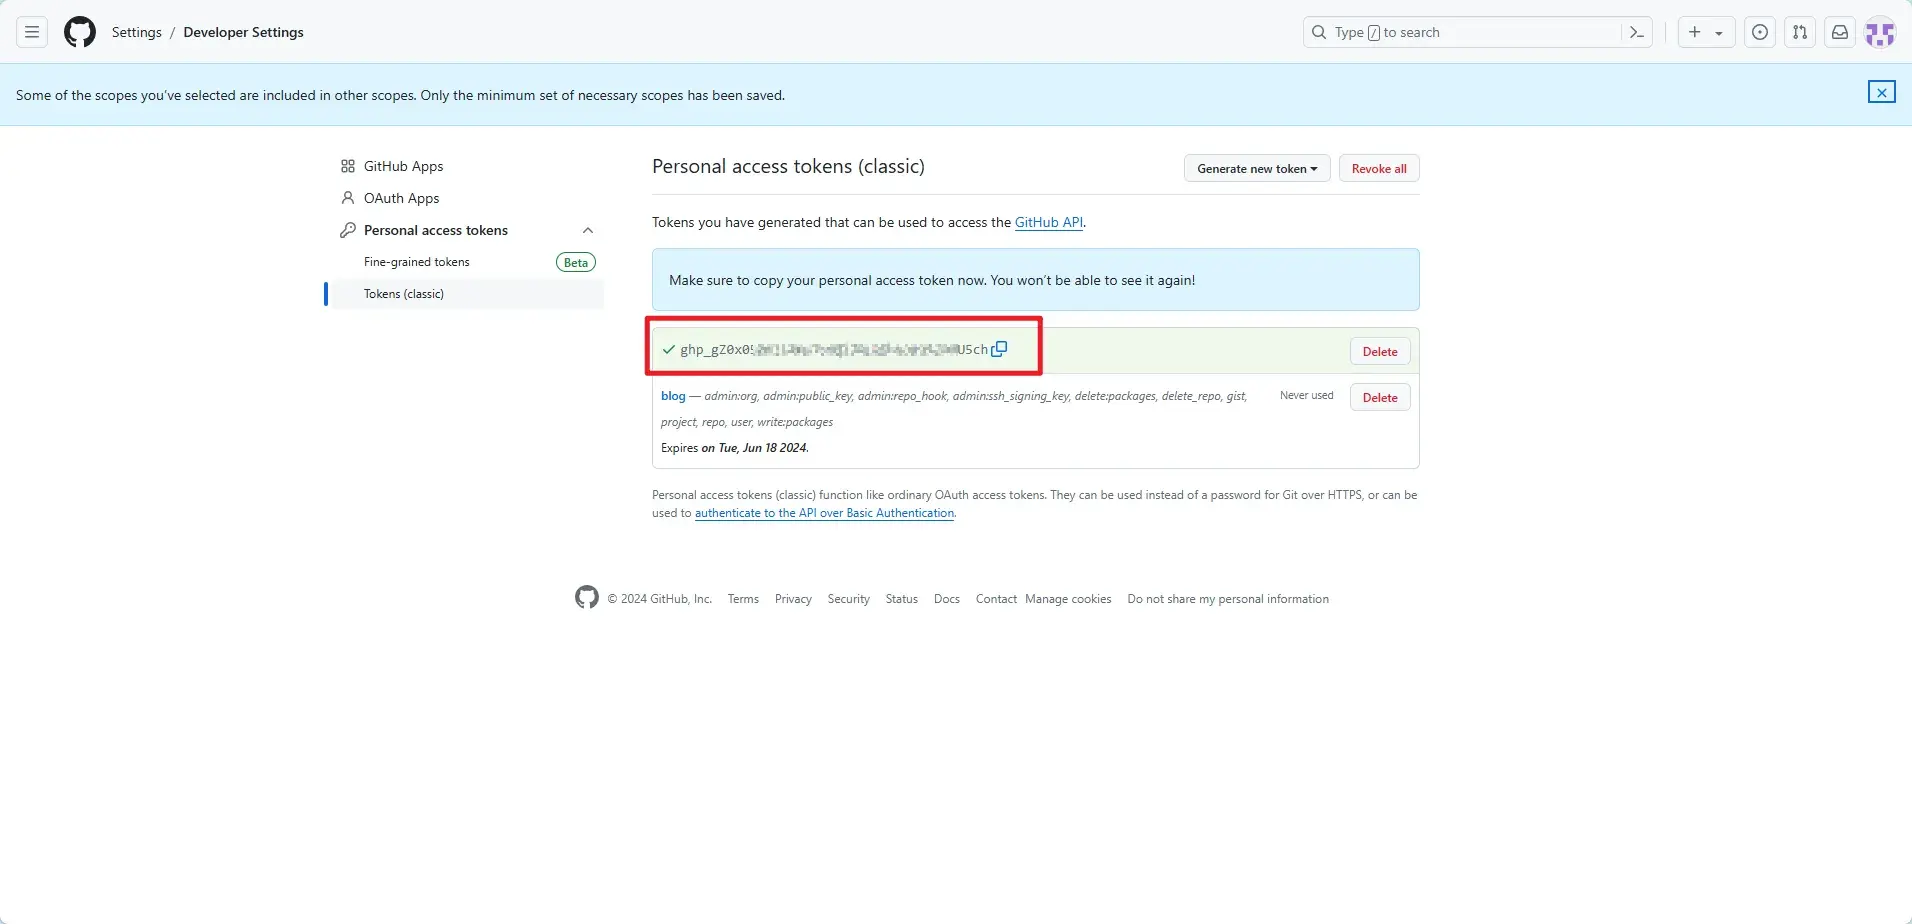 Settings / Developer Settings
Type / to search
Some of the scopes you've selected are included in other scopes. Only the minimum set of necessary scopes has been saved.
GitHub Apps
OAuth Apps
Personal access tokens
Fine-grained tokens Beta
Tokens (classic)
Personal access tokens (classic)
Generate new token Revoke all
Tokens you have generated that can be used to access the GitHub API.
Make sure to copy your personal access token now. You won't be able to see it again!
Delete
blog — admin:org, admin:public_key, admin:repo_hook, admin:ssh_signing_key, delete:packages, delete_repo, gist, Never used Delete
project, repo, user, write:packages
Expires on Tue, Jun 18 2024.
Personal access tokens (classic) function like ordinary OAuth access tokens. They can be used instead of a password for Git over HTTPS, or can be
used to authenticate to the API over Basic Authentication.
© 2024 GitHub, Inc. Terms Privacy Security Status Docs Contact Manage cookies Do not share my personal information